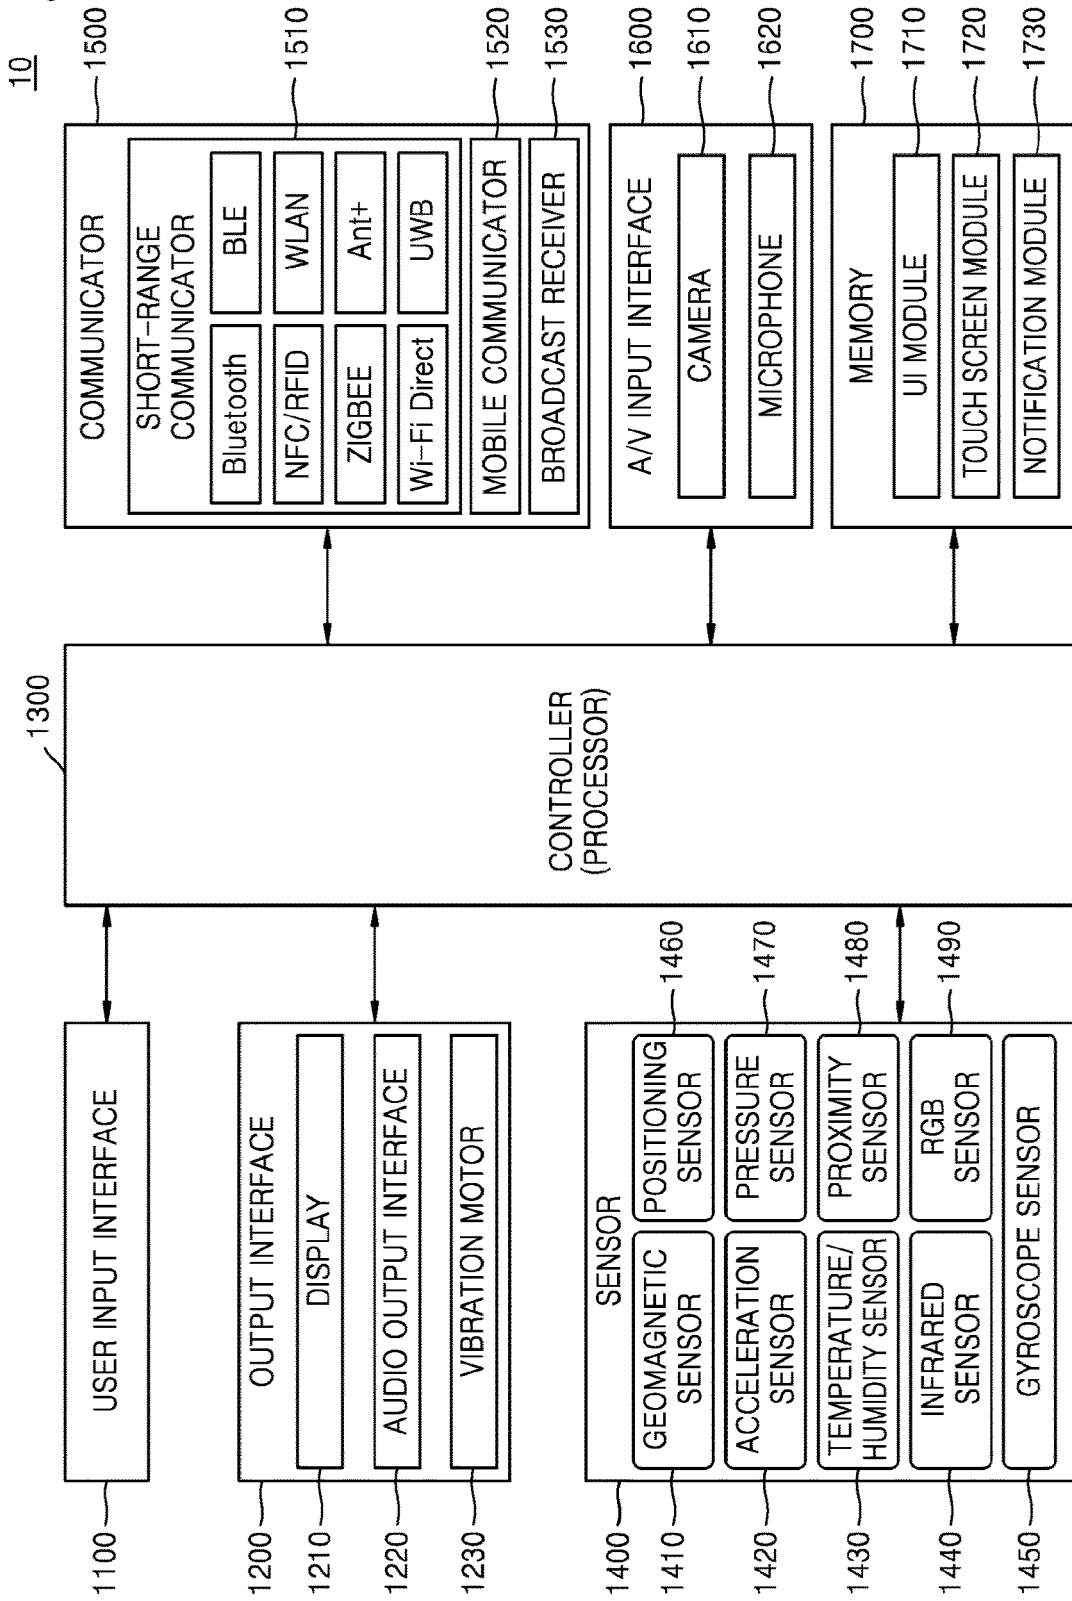 10
1100
USER INPUT INTERFACE
1200
OUTPUT INTERFACE
1210
DISPLAY
1220
AUDIO OUTPUT INTERFACE
1230
VIBRATION MOTOR
1400
SENSOR
1410
GEOMAGNETIC
SENSOR
POSITIONING
SENSOR
1460
1420
ACCELERATION
SENSOR
PRESSURE
SENSOR
1470
1430
TEMPERATURE/
HUMIDITY SENSOR
PROXIMITY
SENSOR
1480
1440
INFRARED
SENSOR
RGB
SENSOR
1490
1450
GYROSCOPE SENSOR
1300
CONTROLLER
(PROCESSOR)
1500
COMMUNICATOR
1510
SHORT-RANGE
COMMUNICATOR
Bluetooth
BLE
NFC/RFID
WLAN
ZIGBEE
Ant+
Wi-Fi Direct
UWB
MOBILE COMMUNICATOR
1520
BROADCAST RECEIVER
1530
A/V INPUT INTERFACE
1600
CAMERA
1610
MICROPHONE
1620
MEMORY
1700
UI MODULE
1710
TOUCH SCREEN MODULE
1720
NOTIFICATION MODULE
1730